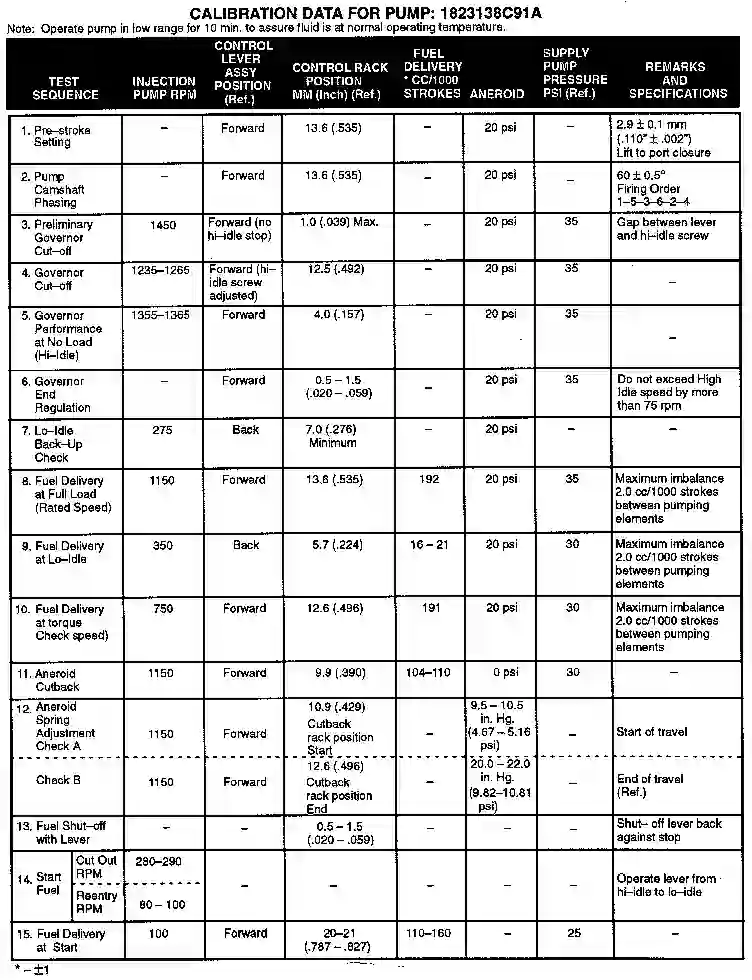 CALIBRATION DATA FOR PUMP: 1823138C91A
Note: Operate pump in low range for 10 min. to assure fluid is at normal operating temperature.
TEST SEQUENCE | INJECTION PUMP RPM | CONTROL LEVER ASSY POSITION (Ref.) | CONTROL RACK POSITION MM (Inch) (Ref.) | FUEL DELIVERY * CC/1000 STROKES | ANEROID | SUPPLY PUMP PRESSURE PSI (Ref.) | REMARKS AND SPECIFICATIONS
1. Pre–stroke Setting | – | Forward | 13.6 (.535) | – | 20 psi | – | 2.9 ± 0.1 mm (.110" ± .002") Lift to port closure
2. Pump Camshaft Phasing | – | Forward | 13.6 (.535) | – | 20 psi | – | 60 ± 0.5° Firing Order 1–5–3–6–2–4
3. Preliminary Governor Cut–off | 1450 | Forward (no hi–idle stop) | 1.0 (.039) Max. | – | 20 psi | 35 | Gap between lever and hi–idle screw
4. Governor Cut–off | 1235–1265 | Forward (hi–idle screw adjusted) | 12.5 (.492) | – | 20 psi | 35 | –
5. Governor Performance at No Load (Hi–Idle) | 1355–1365 | Forward | 4.0 (.157) | – | 20 psi | 35 | –
6. Governor End Regulation | – | Forward | 0.5 – 1.5 (.020 – .059) | – | 20 psi | 35 | Do not exceed High Idle speed by more than 75 rpm
7. Lo–Idle Back–Up Check | 275 | Back | 7.0 (.276) Minimum | – | 20 psi | – | –
8. Fuel Delivery at Full Load (Rated Speed) | 1150 | Forward | 13.6 (.535) | 192 | 20 psi | 35 | Maximum imbalance 2.0 cc/1000 strokes between pumping elements
9. Fuel Delivery at Lo–Idle | 350 | Back | 5.7 (.224) | 16 – 21 | 20 psi | 30 | Maximum imbalance 2.0 cc/1000 strokes between pumping elements
10. Fuel Delivery at torque Check speed) | 750 | Forward | 12.6 (.496) | 191 | 20 psi | 30 | Maximum imbalance 2.0 cc/1000 strokes between pumping elements
11. Aneroid Cutback | 1150 | Forward | 9.9 (.390) | 104–110 | 0 psi | 30 | –
12. Aneroid Spring Adjustment Check A | 1150 | Forward | 10.9 (.429) Cutback rack position Start | – | 9.5 – 10.5 in. Hg. (4.67 – 5.16 psi) | – | Start of travel
Check B | 1150 | Forward | 12.6 (.496) Cutback rack position End | – | 20.0 – 22.0 in. Hg. (9.82–10.81 psi) | – | End of travel (Ref.)
13. Fuel Shut–off with Lever | – | – | 0.5 – 1.5 (.020 – .059) | – | – | – | Shut– off lever back against stop
14. Start Fuel | Cut Out RPM | 280–290 | – | – | – | – | – | Operate lever from hi–idle to lo–idle
Reentry RPM | 80 – 100
15. Fuel Delivery at Start | 100 | Forward | 20–21 (.787 – .827) | 110–160 | – | 25 | –
* – ±1